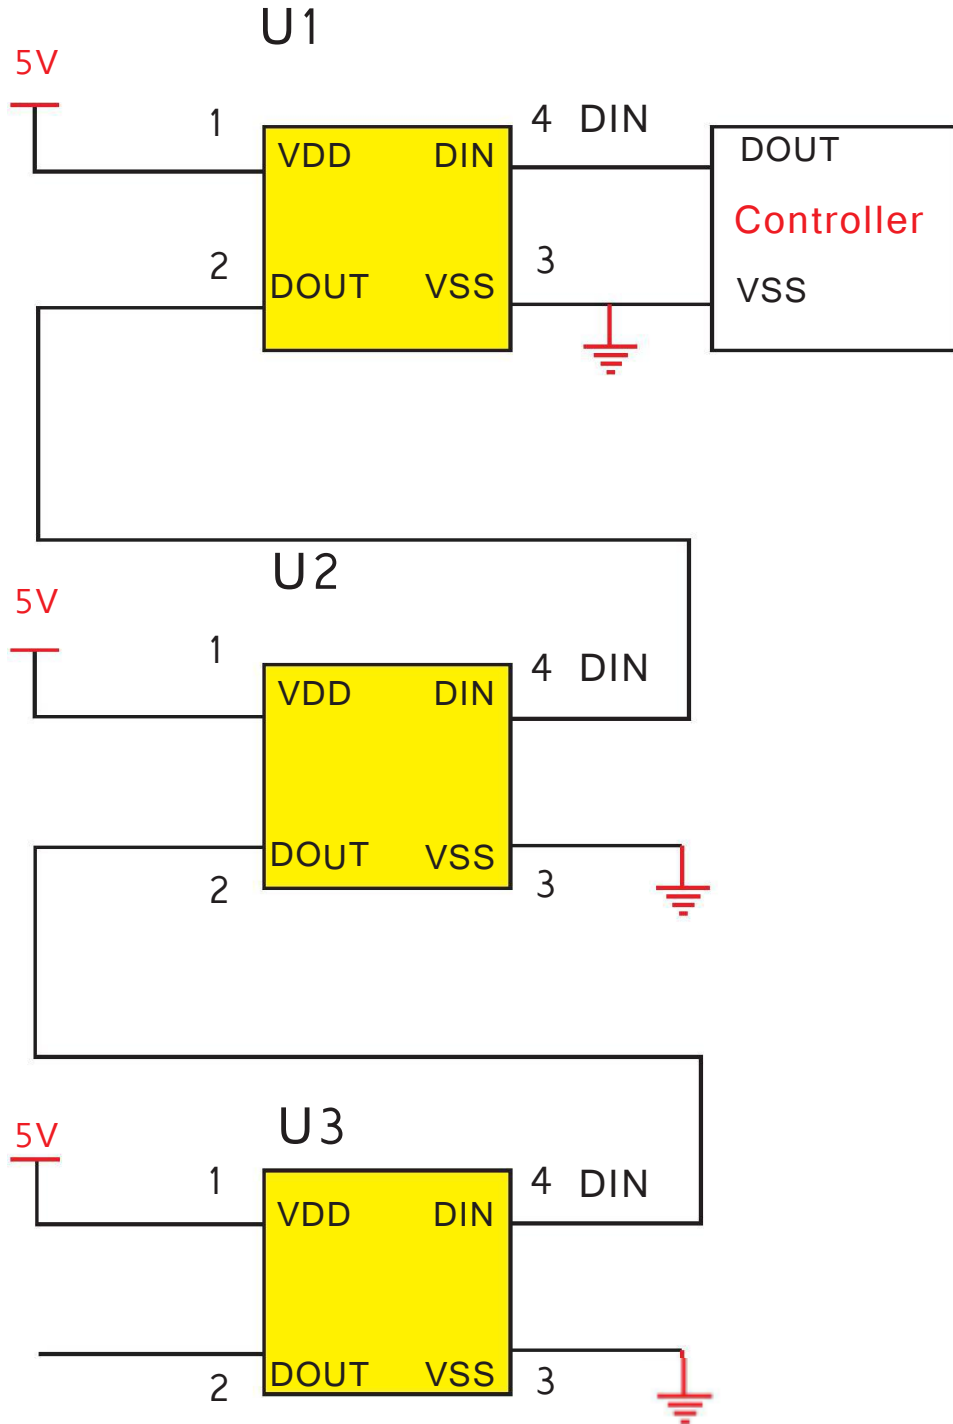 U1
5V
1
4 DIN
VDD DIN
DOUT
Controller
2
3
DOUT VSS
VSS
U2
5V
1
4 DIN
VDD DIN
DOUT VSS
2
3
U3
5V
1
4 DIN
VDD DIN
DOUT VSS
2
3